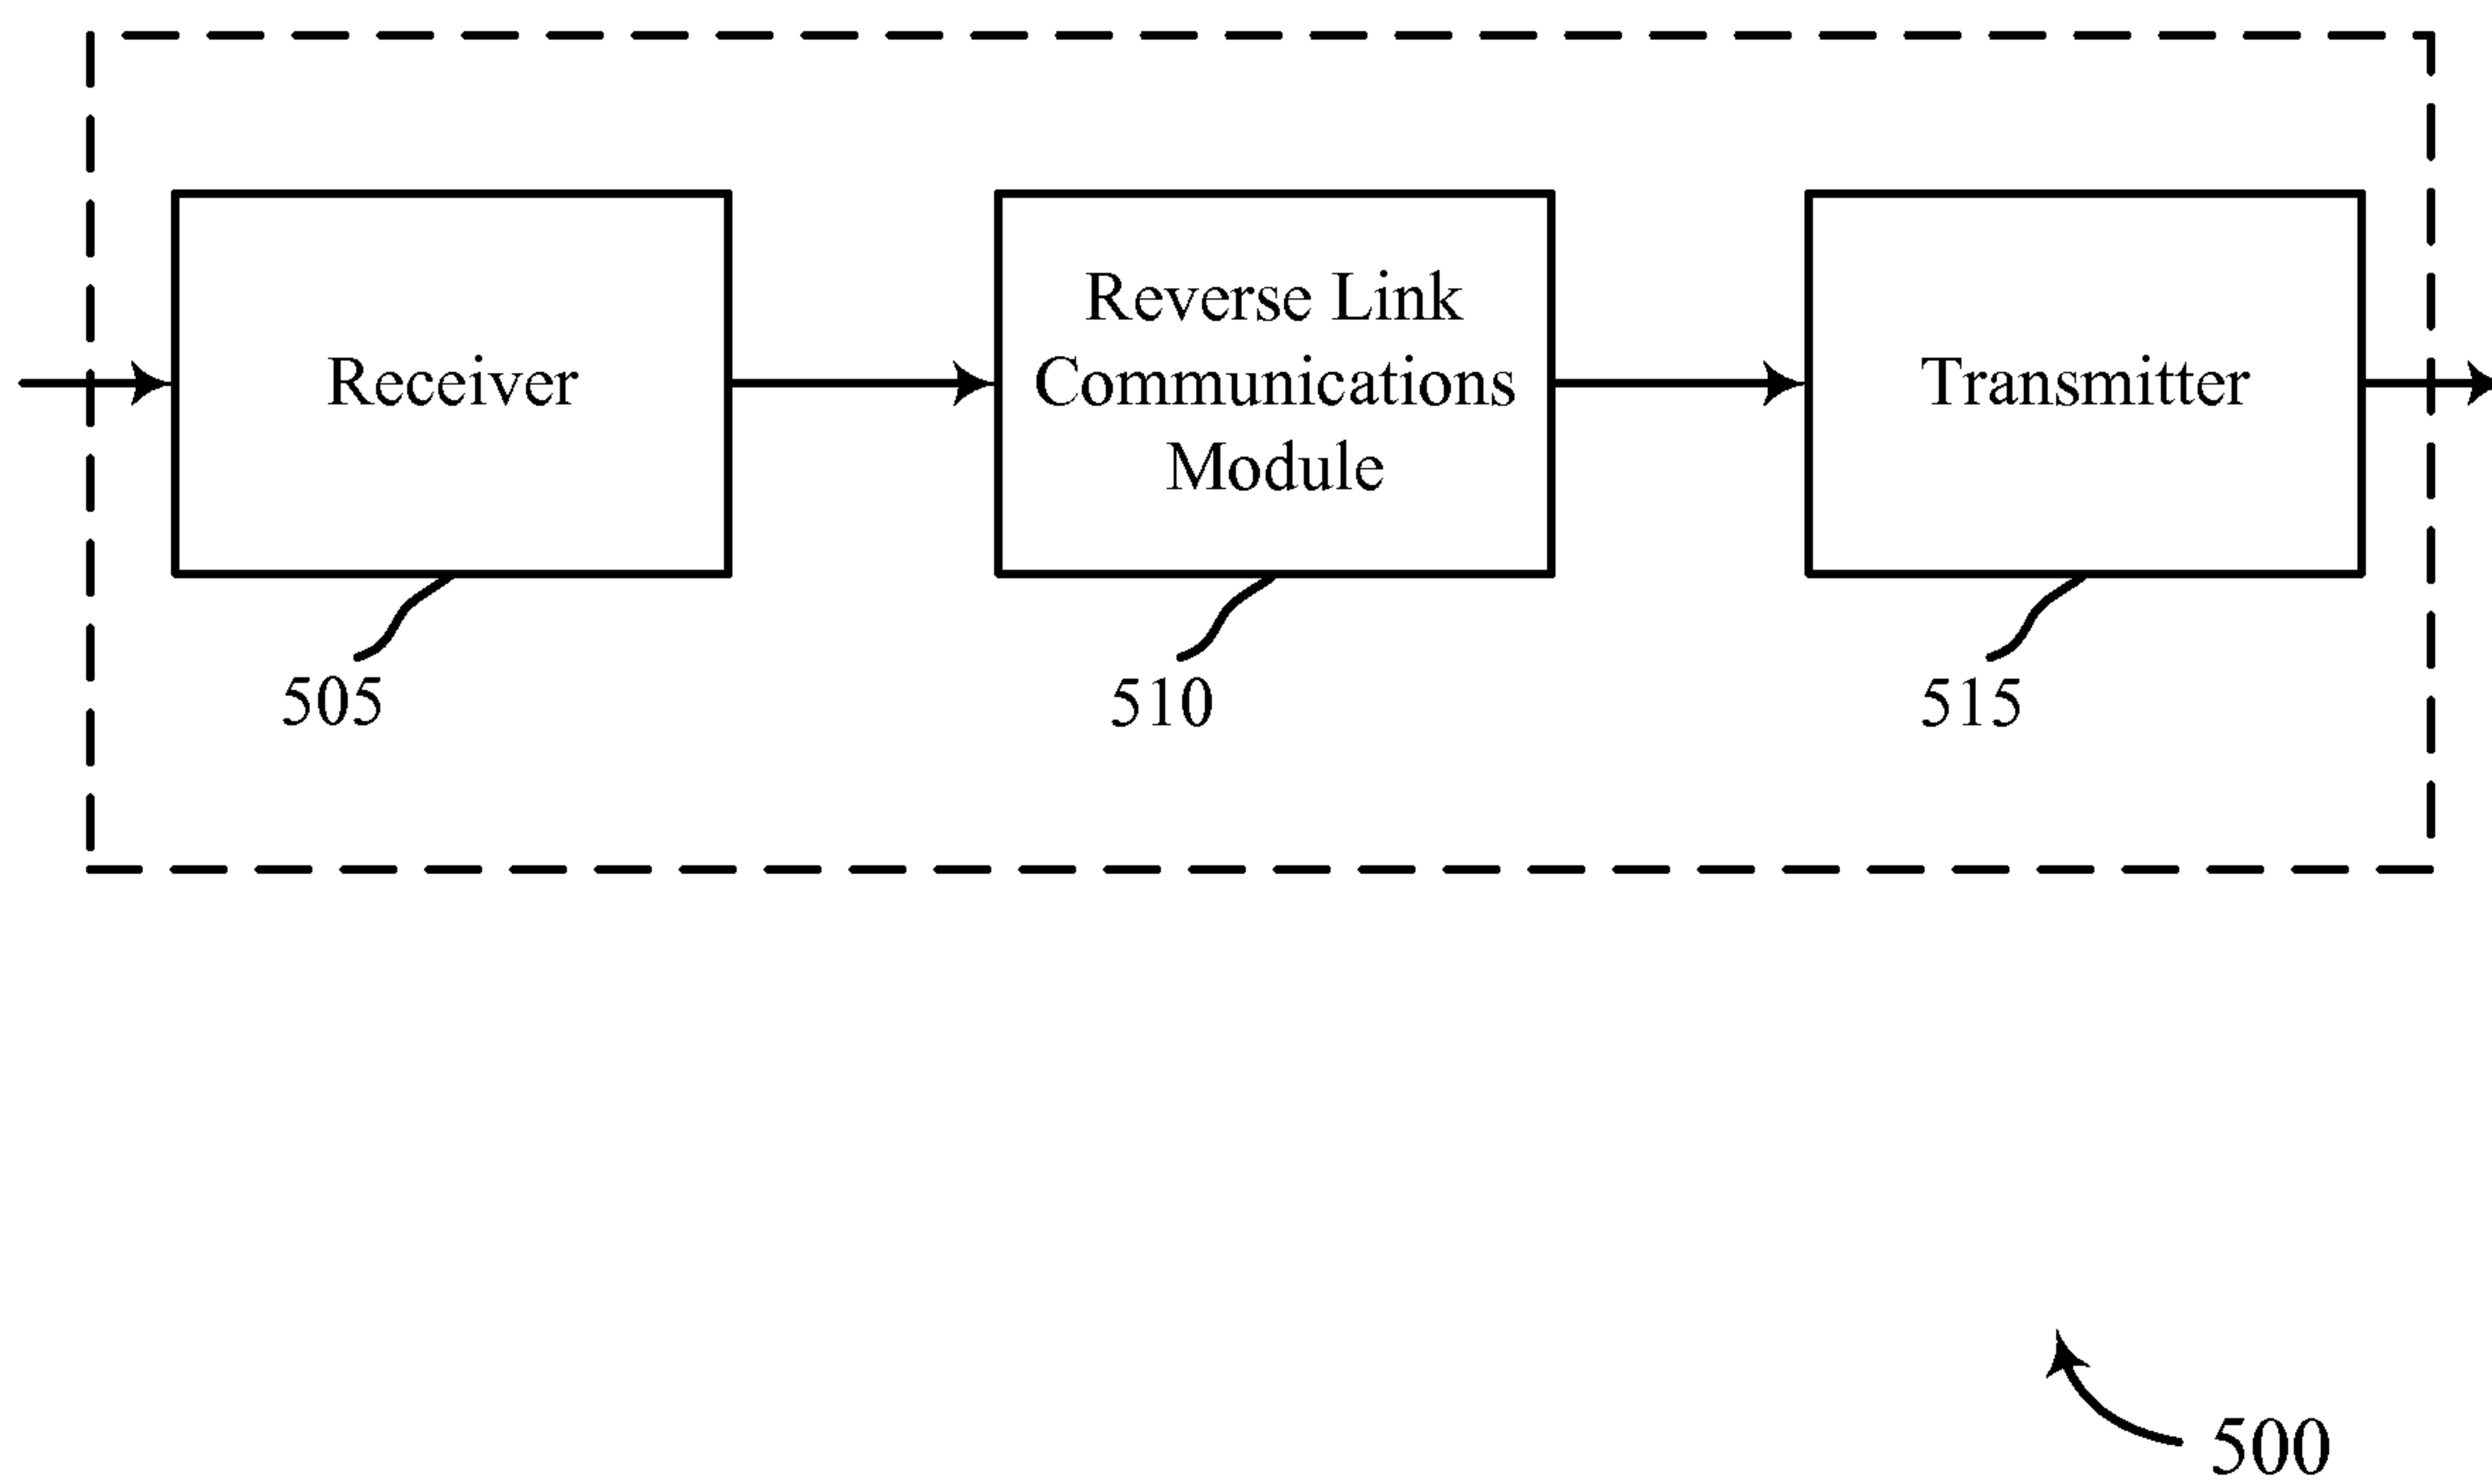 Receiver
Reverse Link
Communications
Module
Transmitter
505
510
515
500